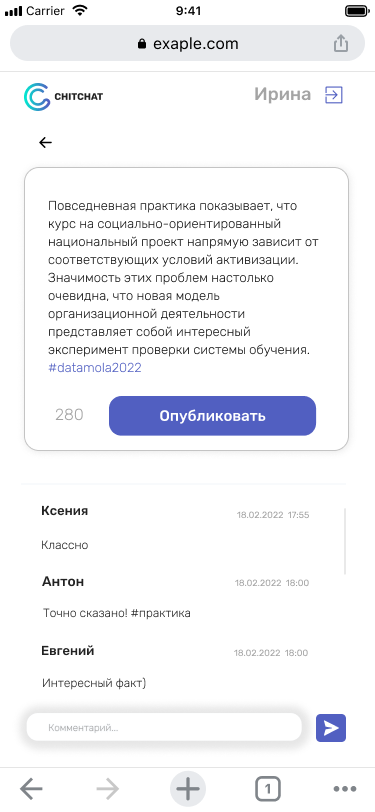 Carrier 9:41
exaple.com
CHITCHAT Ирина
Повседневная практика показывает, что
курс на социально-ориентированный
национальный проект напрямую зависит от
соответствующих условий активизации.
Значимость этих проблем настолько
очевидна, что новая модель
организационной деятельности
представляет собой интересный
эксперимент проверки системы обучения.
#datamola2022
280 Опубликовать
Ксения 18.02.2022 17:55
Классно
Антон 18.02.2022 18:00
Точно сказано! #практика
Евгений 18.02.2022 18:00
Интересный факт)
Комментарий...
1